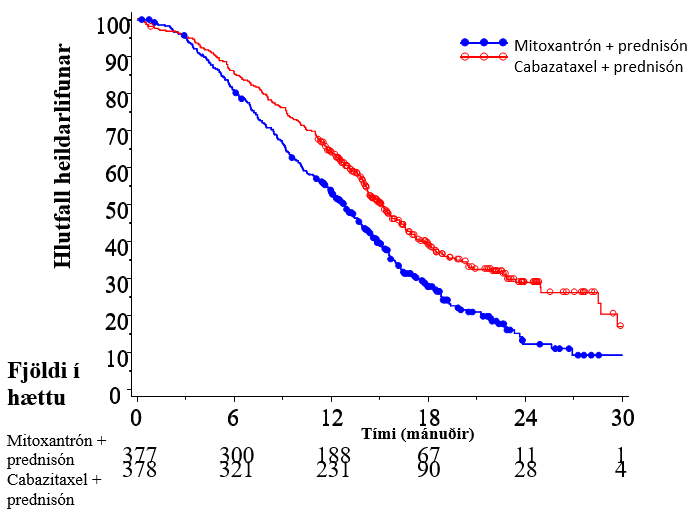 100
90
80
70
60
50
40
30
20
10
0
Hlutfall heildarlifunar
Mitoxantrón + prednisón
Cabazataxel + prednisón
0 6 12 18 24 30
Tími (mánuðir)
Fjöldi í
hættu
Mitoxantrón +
prednisón
377 300 188 67 11 1
378 321 231 90 28 4
Cabazitaxel +
prednisón